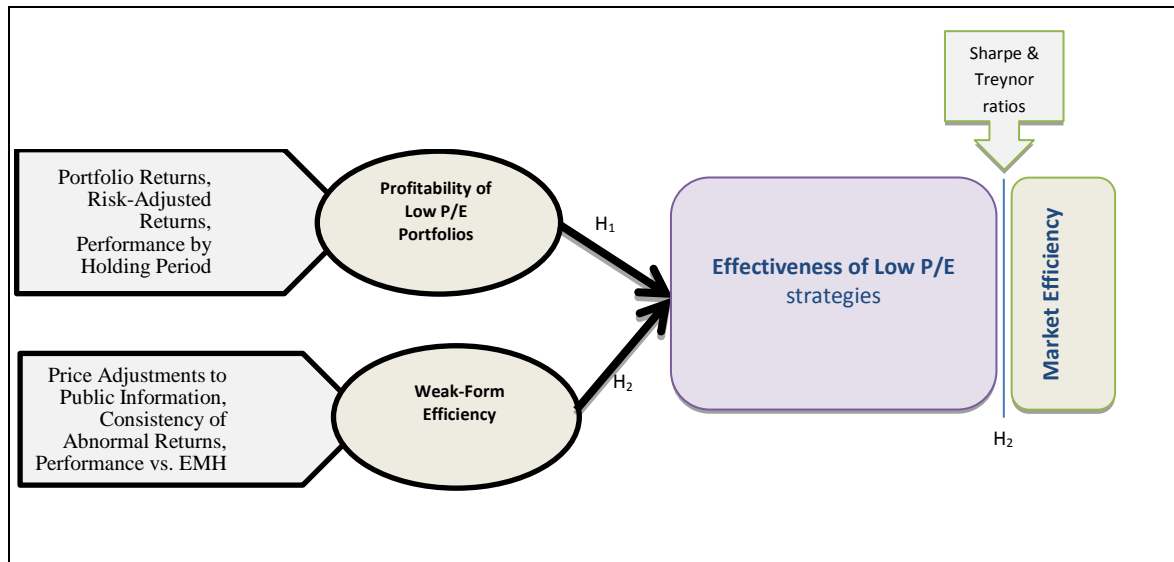 Sharpe &
Treynor
ratios
Portfolio Returns,
Risk-Adjusted
Returns,
Performance by
Holding Period
Profitability of
Low P/E
Portfolios
H1
Effectiveness of Low P/E
strategies
Market Efficiency
Price Adjustments to
Public Information,
Consistency of
Abnormal Returns,
Performance vs. EMH
Weak-Form
Efficiency
H2
H2